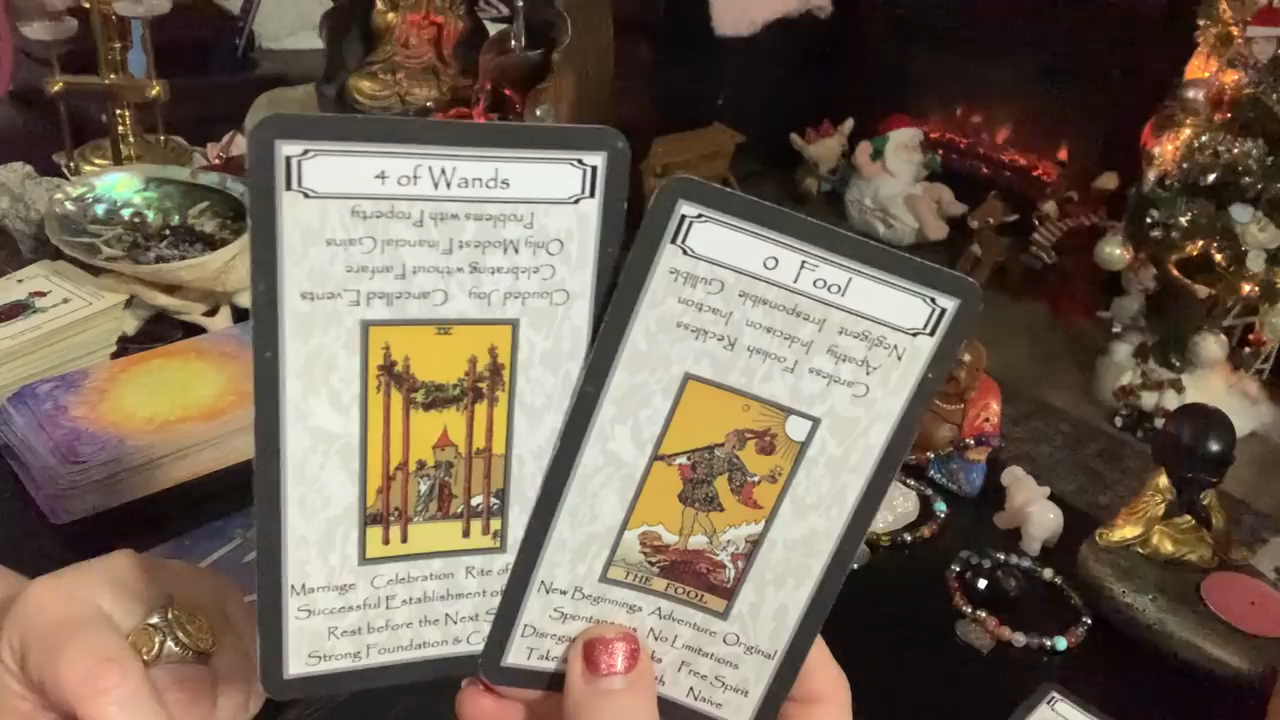 4 of Wands
Problems with Property
Only Modest Financial Gains
Celebrating without Fanfare
Clouded Joy Cancelled Events
IV
Marriage Celebration Rite of
Successful Establishment of
Rest before the Next
Strong Foundation &
0 Fool
Negligent Irresponsible Gullible
Apathy Indecision Inaction
Careless Foolish Reckless
THE FOOL
New Beginnings Adventure Original
No Limitations
Free Spirit
Take
Naive